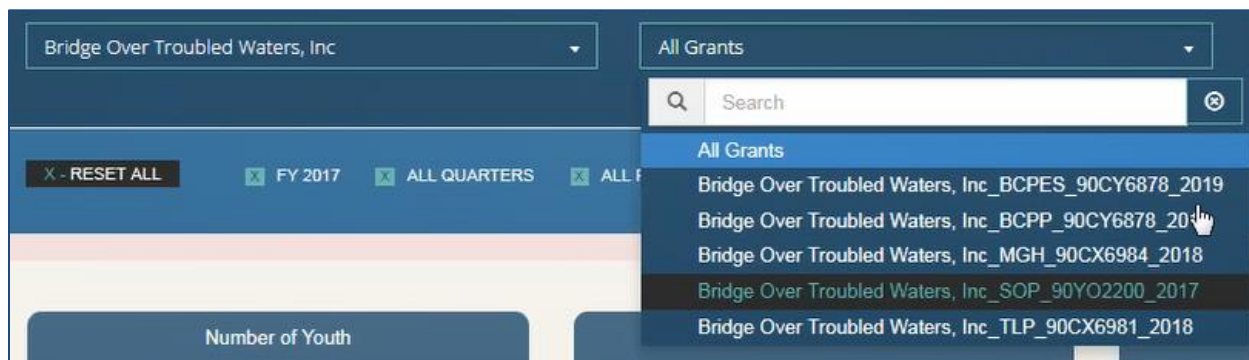 Bridge Over Troubled Waters, Inc
All Grants
Search
All Grants
X - RESET ALL
X FY 2017
X ALL QUARTERS
X ALL
Bridge Over Troubled Waters, Inc_BCPES_90CY6878_2019
Bridge Over Troubled Waters, Inc_BCPP_90CY6878_20
Bridge Over Troubled Waters, Inc_MGH_90CX6984_2018
Bridge Over Troubled Waters, Inc_SOP_90YO2200_2017
Bridge Over Troubled Waters, Inc_TLP_90CX6981_2018
Number of Youth